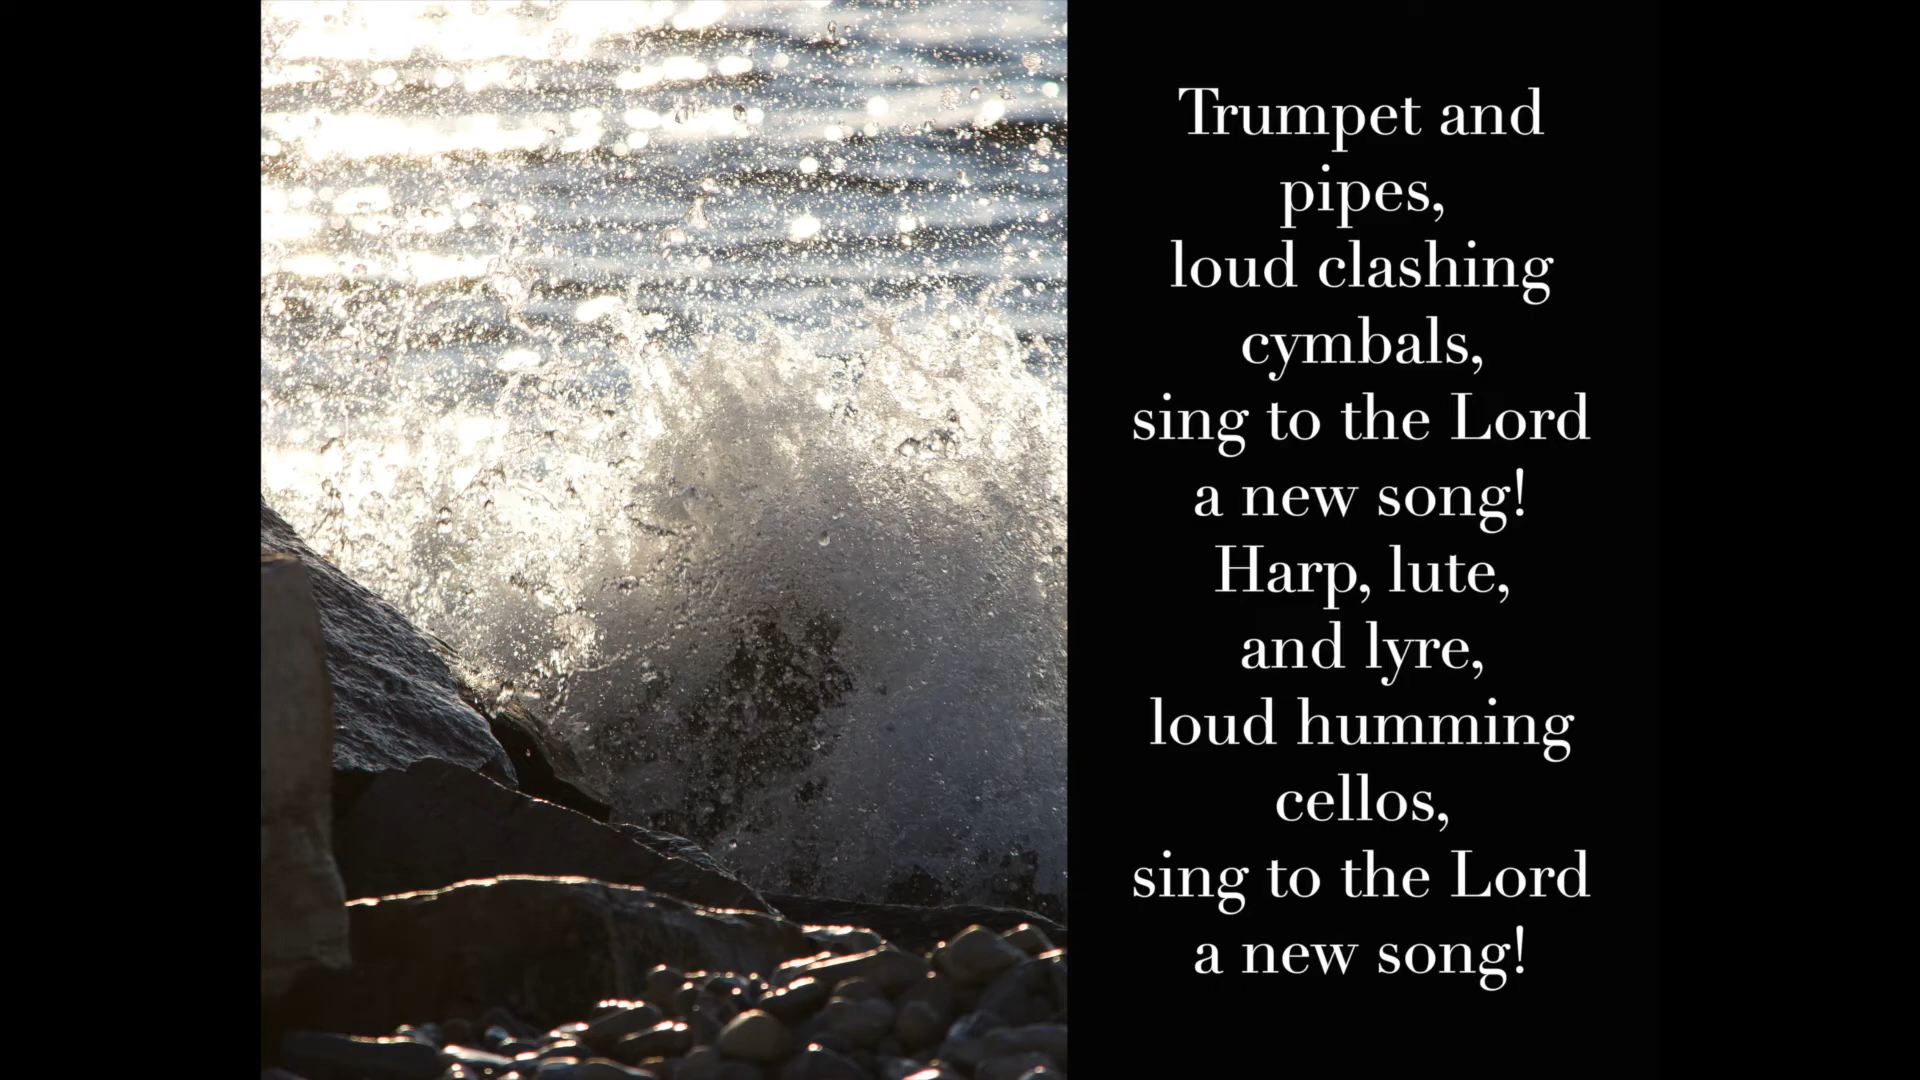 Trumpet and
pipes,
loud clashing
cymbals,
sing to the Lord
a new song!
Harp, lute,
and lyre,
loud humming
cellos,
sing to the Lord
a new song!